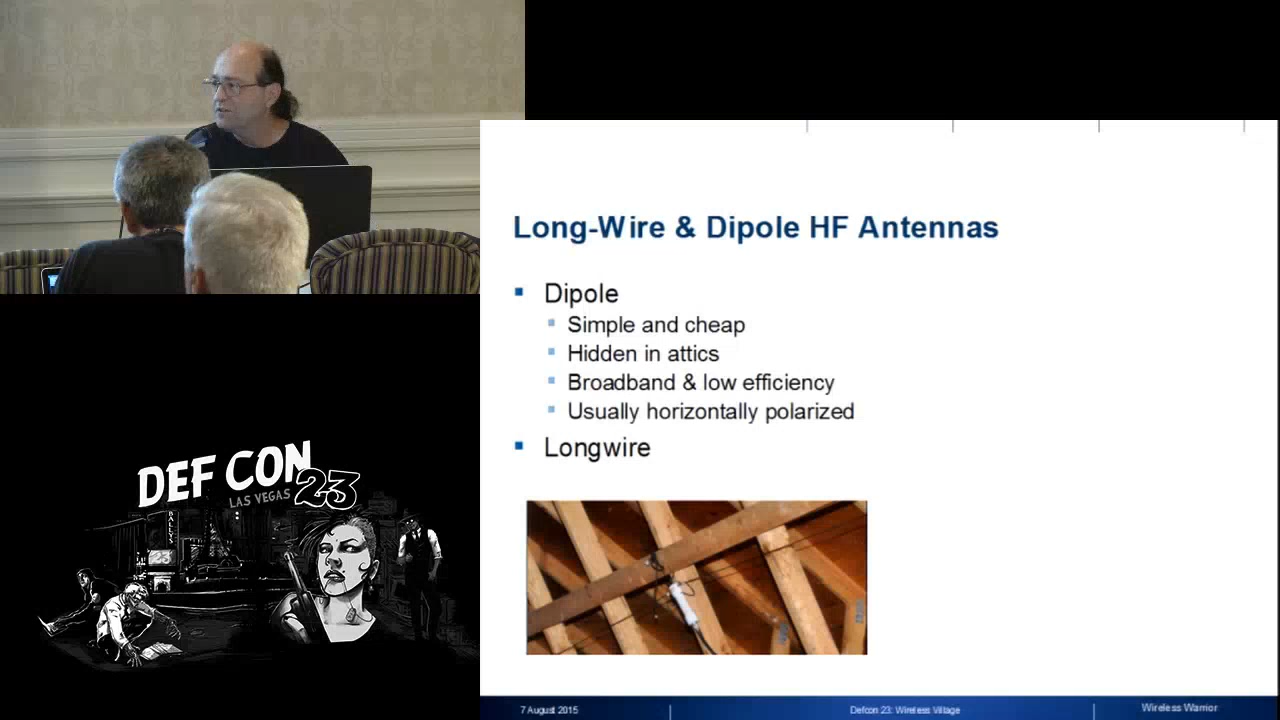 Long-Wire & Dipole HF Antennas
Dipole
Simple and cheap
Hidden in attics
Broadband & low efficiency
Usually horizontally polarized
Longwire
DEF CON
LAS VEGAS 23
BALLY'S
7 August 2015
Defcon 23: Wireless Village
Wireless Warrior